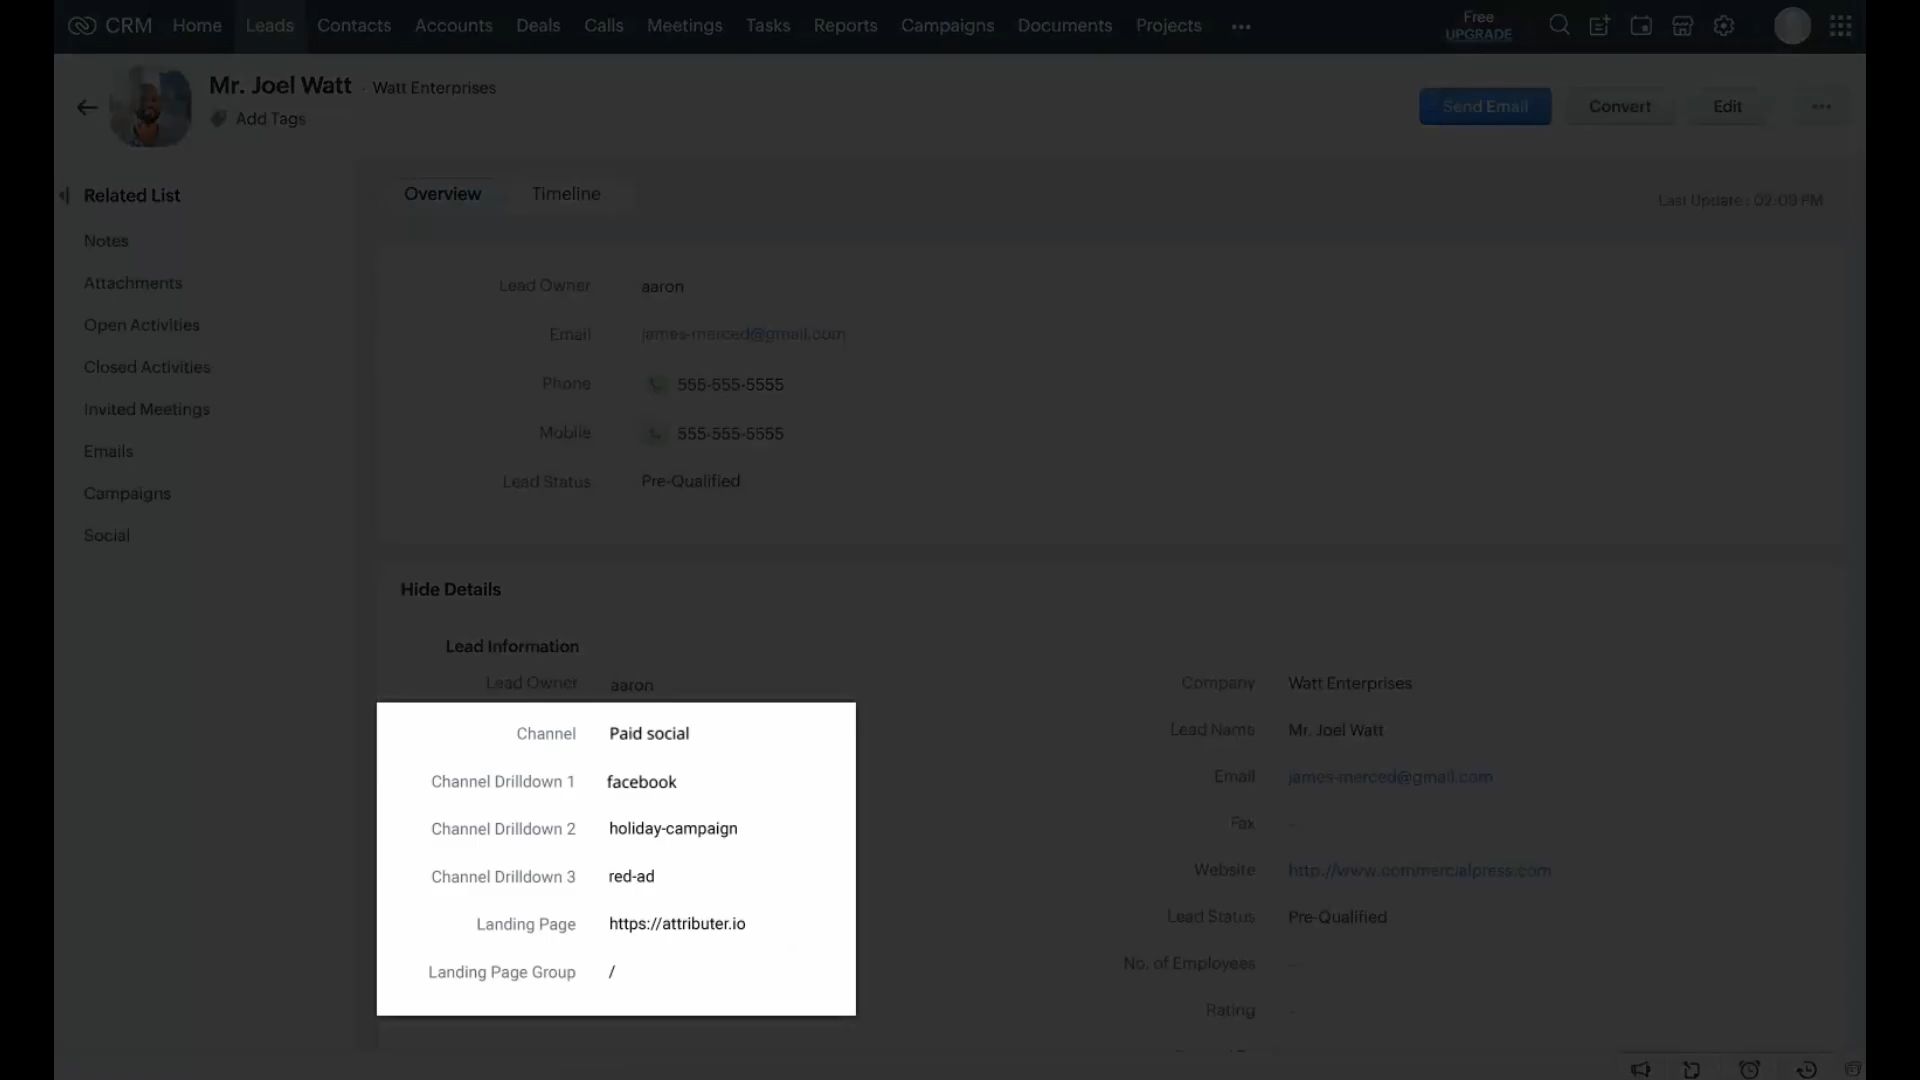 CRM Home Leads Contacts Accounts Deals Calls Meetings Tasks Reports Campaigns Documents Projects ... Free
UPGRADE
Mr. Joel Watt - Watt Enterprises
Add Tags
Send Email Convert Edit ...
Related List
Notes
Attachments
Open Activities
Closed Activities
Invited Meetings
Emails
Campaigns
Social
Overview Timeline
Last Update : 02:09 PM
Lead Owner aaron
Email james-merced@gmail.com
Phone 555-555-5555
Mobile 555-555-5555
Lead Status Pre-Qualified
Hide Details
Lead Information
Lead Owner aaron
Channel Paid social
Channel Drilldown 1 facebook
Channel Drilldown 2 holiday-campaign
Channel Drilldown 3 red-ad
Landing Page https://attributer.io
Landing Page Group /
Company Watt Enterprises
Lead Name Mr. Joel Watt
Email james-merced@gmail.com
Fax -
Website http://www.commercialpress.com
Lead Status Pre-Qualified
No. of Employees -
Rating -